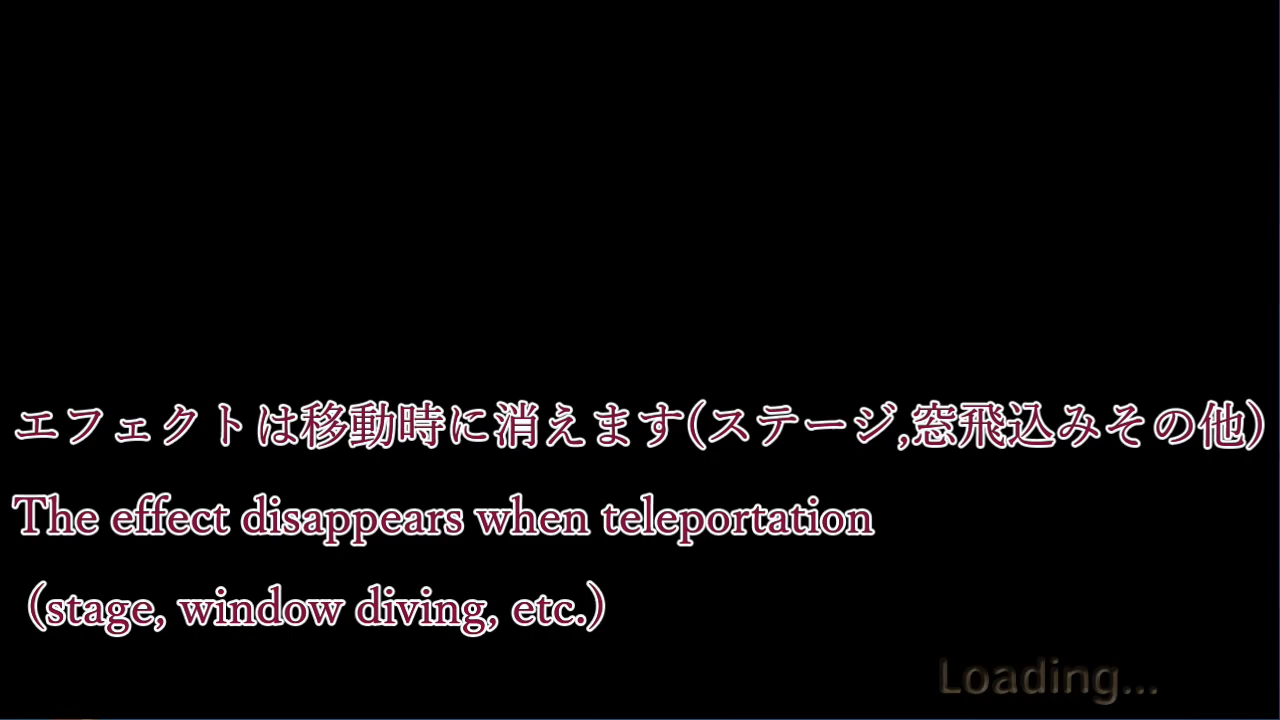 エフェクトは移動時に消えます(ステージ,窓飛込みその他)
The effect disappears when teleportation
(stage, window diving, etc.)
Loading...